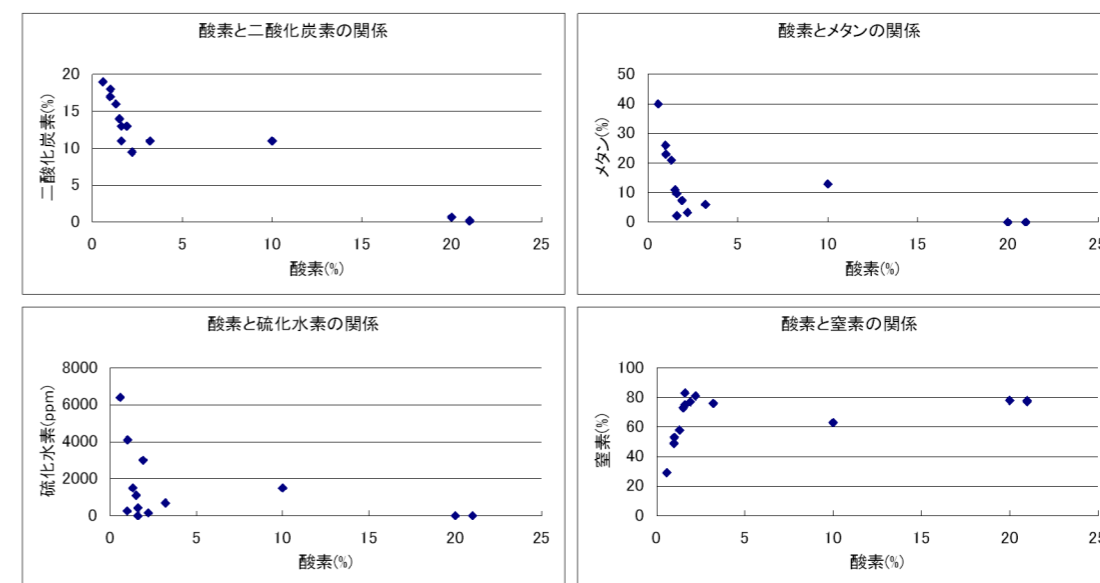 酸素と二酸化炭素の関係
二酸化炭素(%)
20
15
10
5
0
0 5 10 15 20 25
酸素(%)
酸素とメタンの関係
メタン(%)
50
40
30
20
10
0
0 5 10 15 20 25
酸素(%)
酸素と硫化水素の関係
硫化水素(ppm)
8000
6000
4000
2000
0
0 5 10 15 20 25
酸素(%)
酸素と窒素の関係
窒素(%)
100
80
60
40
20
0
0 5 10 15 20 25
酸素(%)